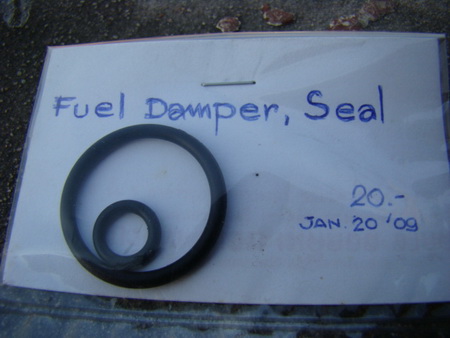 Fuel Damper, Seal
20.-
JAN. 20 '09